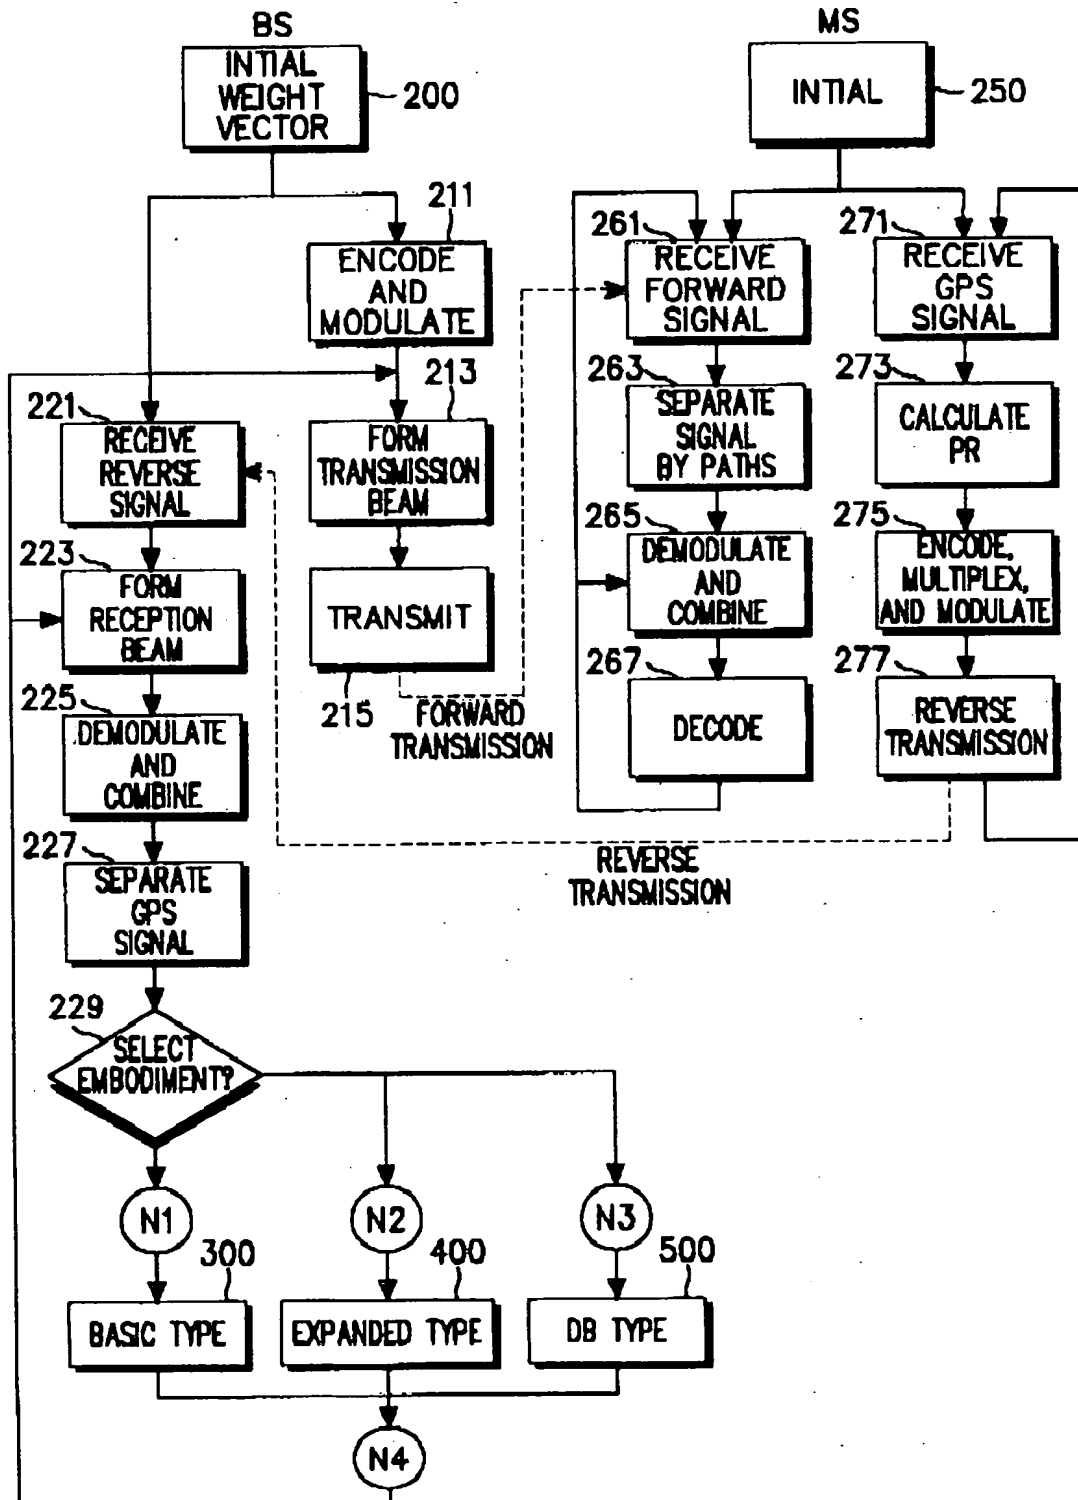 BS
INTIAL
WEIGHT
VECTOR
200
MS
INTIAL
250
211
ENCODE
AND
MODULATE
213
FORM
TRANSMISSION
BEAM
TRANSMIT
215
FORWARD
TRANSMISSION
221
RECEIVE
REVERSE
SIGNAL
223
FORM
RECEPTION
BEAM
225
DEMODULATE
AND
COMBINE
227
SEPARATE
GPS
SIGNAL
229
SELECT
EMBODIMENT?
261
RECEIVE
FORWARD
SIGNAL
263
SEPARATE
SIGNAL
BY PATHS
265
DEMODULATE
AND
COMBINE
267
DECODE
271
RECEIVE
GPS
SIGNAL
273
CALCULATE
PR
275
ENCODE,
MULTIPLEX,
AND MODULATE
277
REVERSE
TRANSMISSION
REVERSE
TRANSMISSION
N1
N2
N3
300
BASIC TYPE
400
EXPANDED TYPE
500
DB TYPE
N4